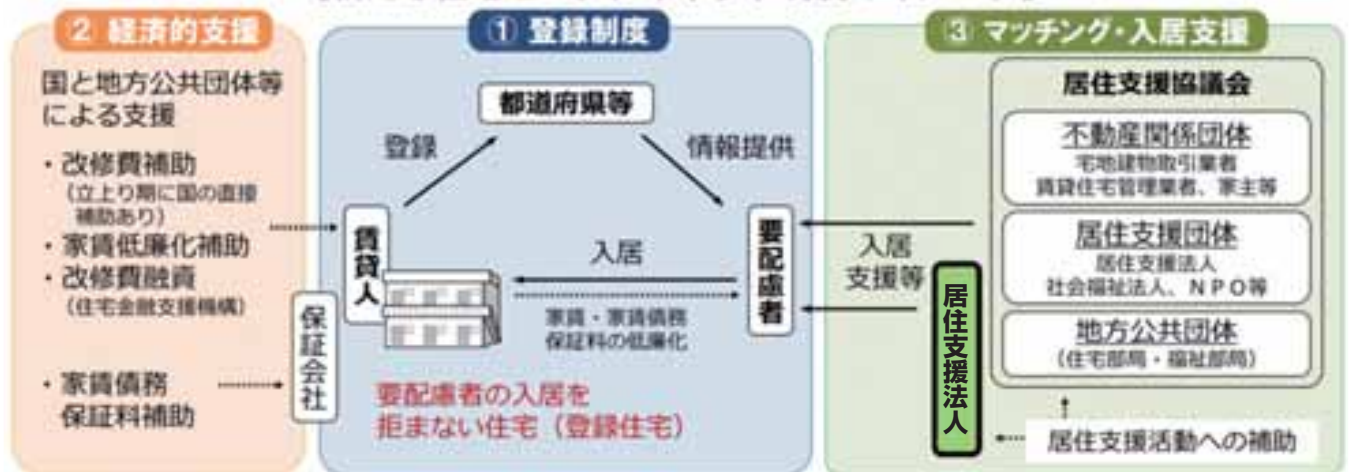 ② 経済的支援
国と地方公共団体等
による支援
・改修費補助
（立上り期に国の直接
補助あり）
・家賃低廉化補助
・改修費融資
（住宅金融支援機構）
・家賃債務
保証料補助
① 登録制度
都道府県等
登録
情報提供
賃貸人
保証会社
入居
家賃・家賃債務
保証料の低廉化
要配慮者
要配慮者の入居を
拒まない住宅（登録住宅）
③ マッチング・入居支援
居住支援協議会
不動産関係団体
宅地建物取引業者
賃貸住宅管理業者、家主等
居住支援団体
居住支援法人
社会福祉法人、ＮＰＯ等
地方公共団体
（住宅部局・福祉部局）
入居
支援等
居住支援法人
居住支援活動への補助